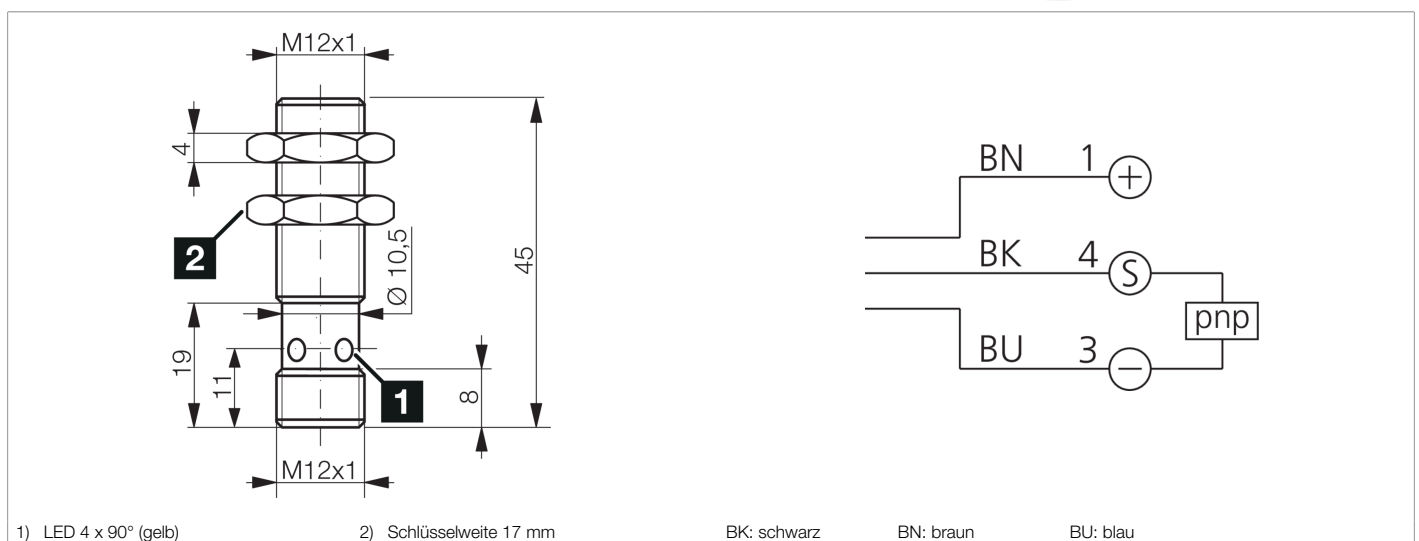 M12x1
4
2
Ø 10,5
45
19
11
1
8
M12x1
BN 1 +
BK 4 S
pnp
BU 3 −
1) LED 4 x 90° (gelb)
2) Schlüsselweite 17 mm
BK: schwarz
BN: braun
BU: blau